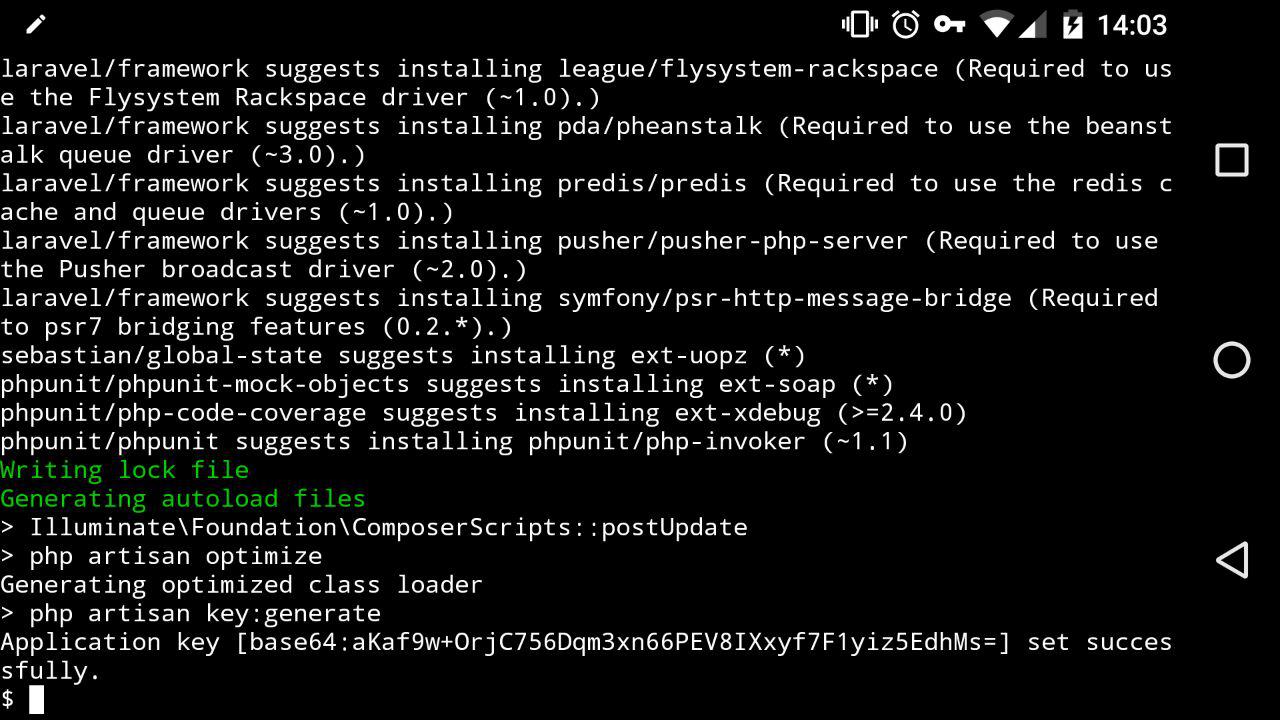 14:03
laravel/framework suggests installing league/flysystem-rackspace (Required to us
e the Flysystem Rackspace driver (~1.0).)
laravel/framework suggests installing pda/pheanstalk (Required to use the beanst
alk queue driver (~3.0).)
laravel/framework suggests installing predis/predis (Required to use the redis c
ache and queue drivers (~1.0).)
laravel/framework suggests installing pusher/pusher-php-server (Required to use
the Pusher broadcast driver (~2.0).)
laravel/framework suggests installing symfony/psr-http-message-bridge (Required
to psr7 bridging features (0.2.*).)
sebastian/global-state suggests installing ext-uopz (*)
phpunit/phpunit-mock-objects suggests installing ext-soap (*)
phpunit/php-code-coverage suggests installing ext-xdebug (>=2.4.0)
phpunit/phpunit suggests installing phpunit/php-invoker (~1.1)
Writing lock file
Generating autoload files
> Illuminate\Foundation\ComposerScripts::postUpdate
> php artisan optimize
Generating optimized class loader
> php artisan key:generate
Application key [base64:aKaf9w+OrjC756Dqm3xn66PEV8IXxyf7F1yiz5EdhMs=] set succes
sfully.
$